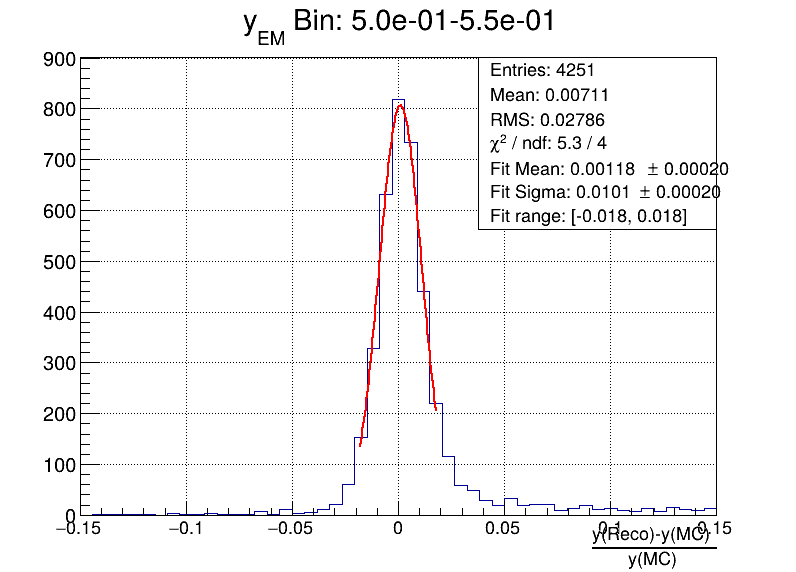 y_EM Bin: 5.0e-01-5.5e-01
Entries: 4251
Mean: 0.00711
RMS: 0.02786
χ² / ndf: 5.3 / 4
Fit Mean: 0.00118 ± 0.00020
Fit Sigma: 0.0101 ± 0.00020
Fit range: [-0.018, 0.018]
900
800
700
600
500
400
300
200
100
0
−0.15 −0.1 −0.05 0 0.05 0.1 0.15
y(Reco)-y(MC)
y(MC)